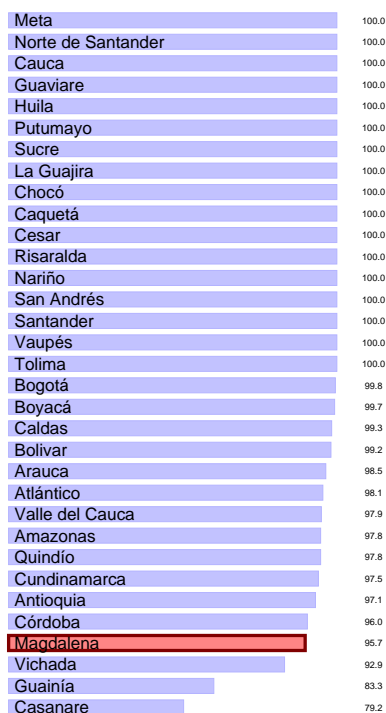 Meta 100.0
Norte de Santander 100.0
Cauca 100.0
Guaviare 100.0
Huila 100.0
Putumayo 100.0
Sucre 100.0
La Guajira 100.0
Chocó 100.0
Caquetá 100.0
Cesar 100.0
Risaralda 100.0
Nariño 100.0
San Andrés 100.0
Santander 100.0
Vaupés 100.0
Tolima 100.0
Bogotá 99.8
Boyacá 99.7
Caldas 99.3
Bolivar 99.2
Arauca 98.5
Atlántico 98.1
Valle del Cauca 97.9
Amazonas 97.8
Quindío 97.8
Cundinamarca 97.5
Antioquia 97.1
Córdoba 96.0
Magdalena 95.7
Vichada 92.9
Guainía 83.3
Casanare 79.2